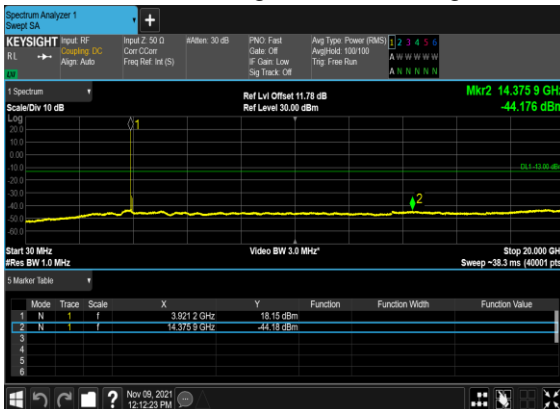 Spectrum Analyzer 1
Swept SA
KEYSIGHT Input: RF Input Z: 50 Ω #Atten: 30 dB PNO: Fast Avg Type: Power (RMS) 1 2 3 4 5 6
RL Coupling: DC Corr CCorr Gate: Off Avg|Hold: 100/100 A W W W W W
Align: Auto Freq Ref: Int (S) IF Gain: Low Trig: Free Run
Sig Track: Off A N N N N N
1 Spectrum Ref Lvl Offset 11.78 dB Mkr2 14.375 9 GHz
Scale/Div 10 dB Ref Level 30.00 dBm -44.176 dBm
Log
20.0
10.0
0.00
-10.0
DL1 -13.00 dBm
-20.0
-30.0
-40.0
-50.0
-60.0
1
2
Start 30 MHz Video BW 3.0 MHz* Stop 20.000 GH
#Res BW 1.0 MHz Sweep ~38.3 ms (40001 pts
5 Marker Table
Mode Trace Scale X Y Function Function Width Function Value
1 N 1 f 3.921 2 GHz 18.15 dBm
2 N 1 f 14.375 9 GHz -44.18 dBm
3
4
5
6
? Nov 09, 2021
12:12:23 PM